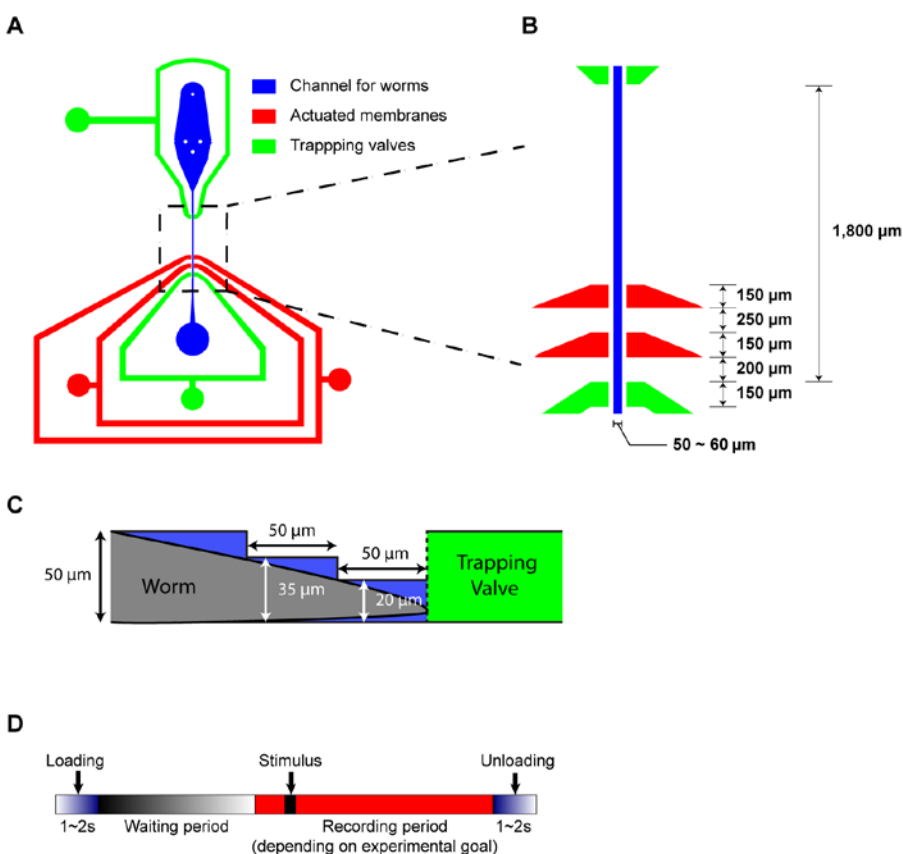 A
Channel for worms
Actuated membranes
Trappping valves
B
1,800 µm
150 µm
250 µm
150 µm
200 µm
150 µm
50 ~ 60 µm
C
50 µm
50 µm
50 µm
Worm
35 µm
20 µm
Trapping
Valve
D
Loading
Stimulus
Unloading
1~2s
Waiting period
Recording period
1~2s
(depending on experimental goal)